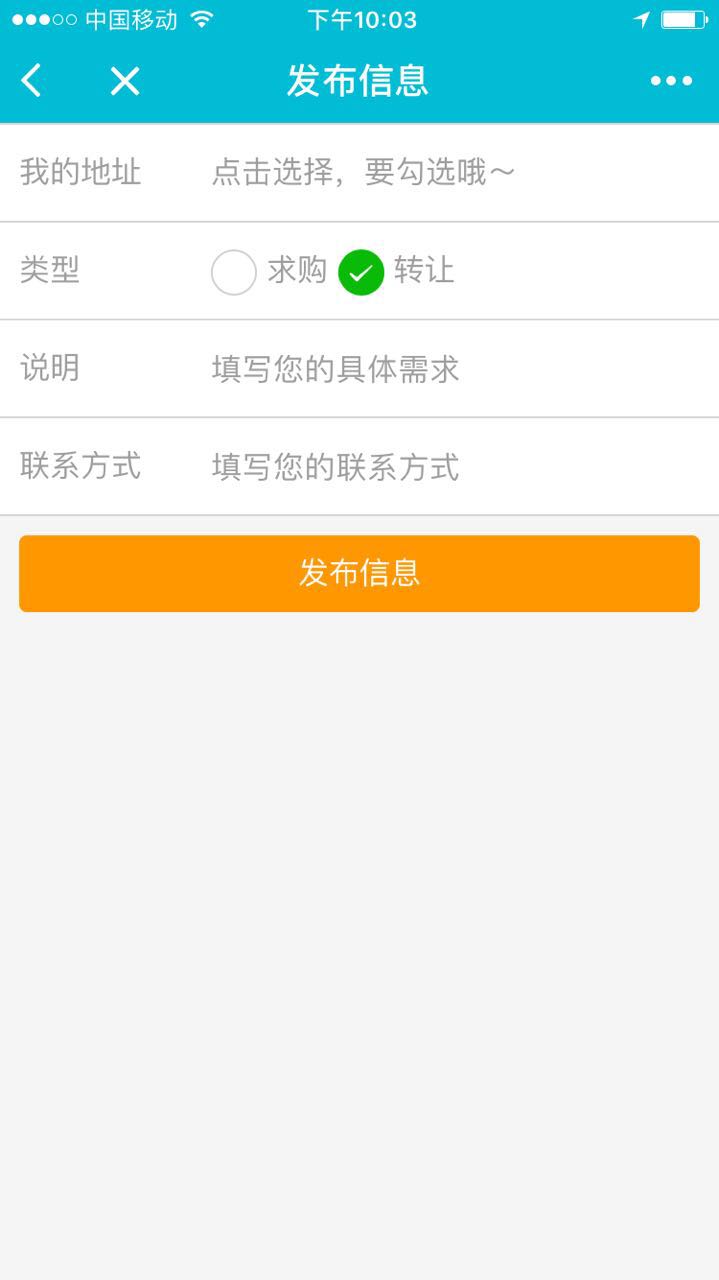 中国移动 下午10:03
发布信息
我的地址 点击选择，要勾选哦～
类型 求购 转让
说明 填写您的具体需求
联系方式 填写您的联系方式
发布信息